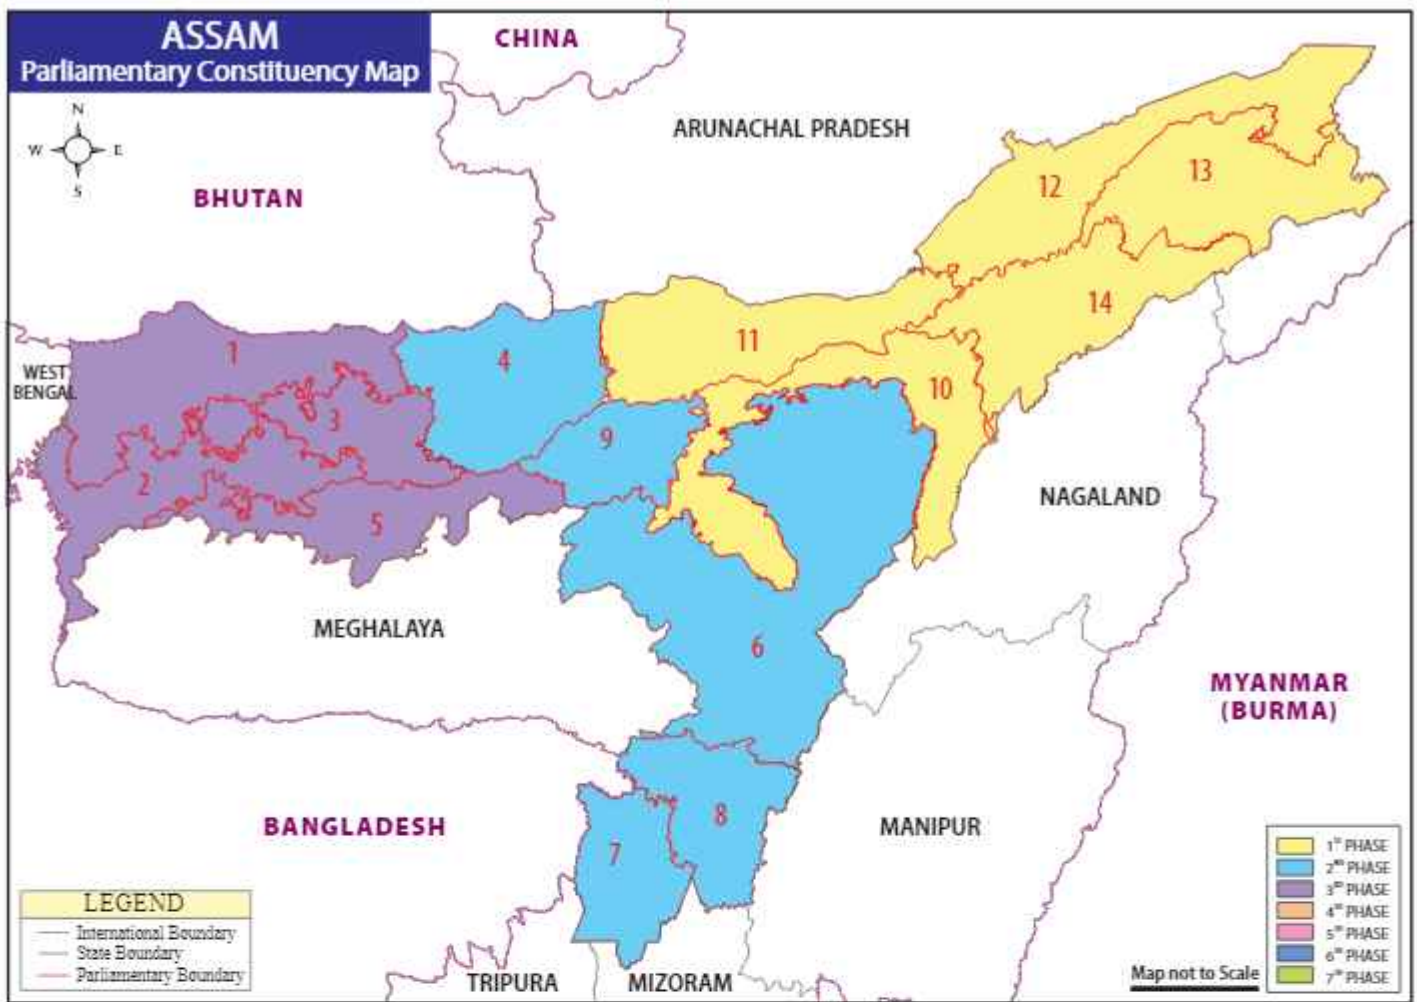 ASSAM
Parliamentary Constituency Map
CHINA
N
W
E
S
ARUNACHAL PRADESH
BHUTAN
12
13
14
11
1
WEST
BENGAL
4
10
3
9
2
5
NAGALAND
MEGHALAYA
6
MYANMAR
(BURMA)
BANGLADESH
8
MANIPUR
7
LEGEND
International Boundary
State Boundary
Parliamentary Boundary
TRIPURA
MIZORAM
Map not to Scale
1ST PHASE
2ND PHASE
3RD PHASE
4TH PHASE
5TH PHASE
6TH PHASE
7TH PHASE